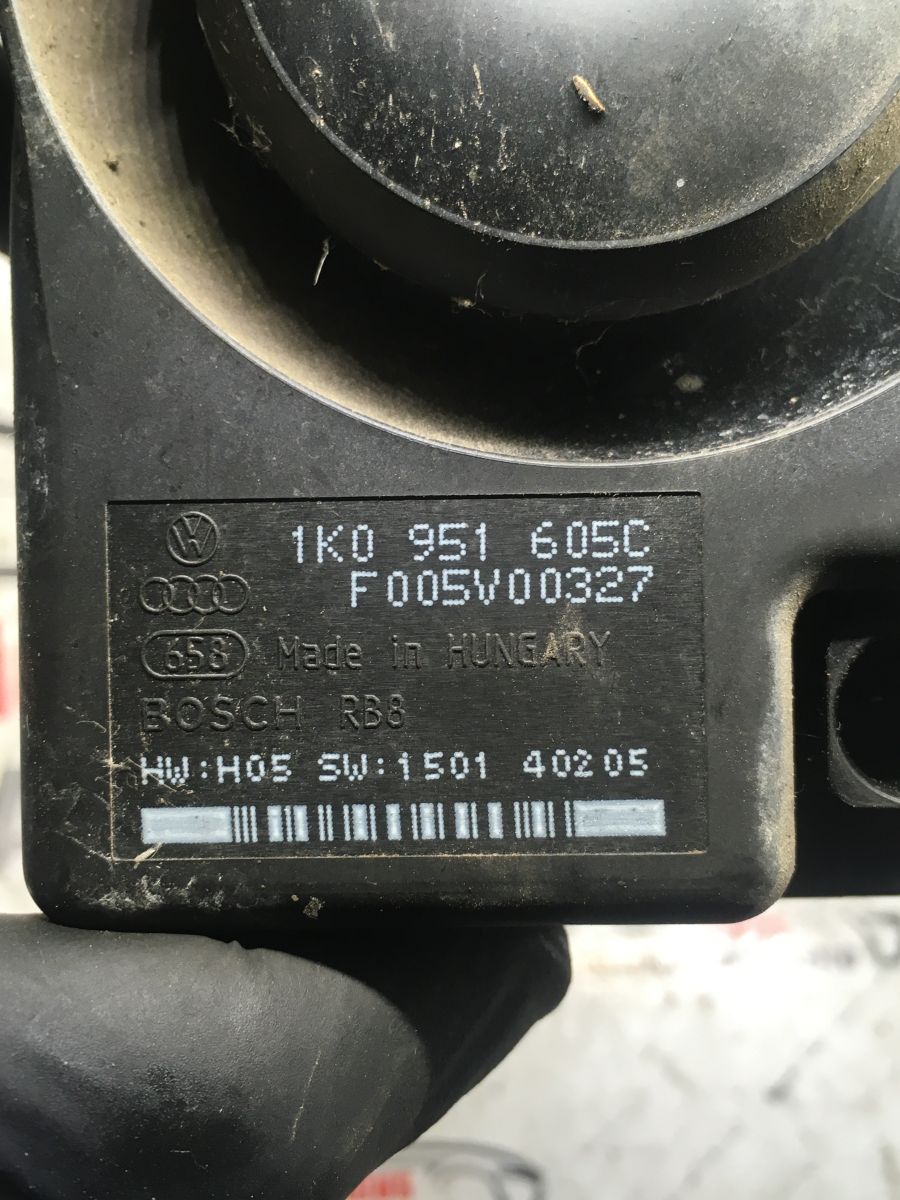 1K0 951 605C
F005V00327
658 Made in HUNGARY
BOSCH RB8
HW:H05 SW:1501 40205